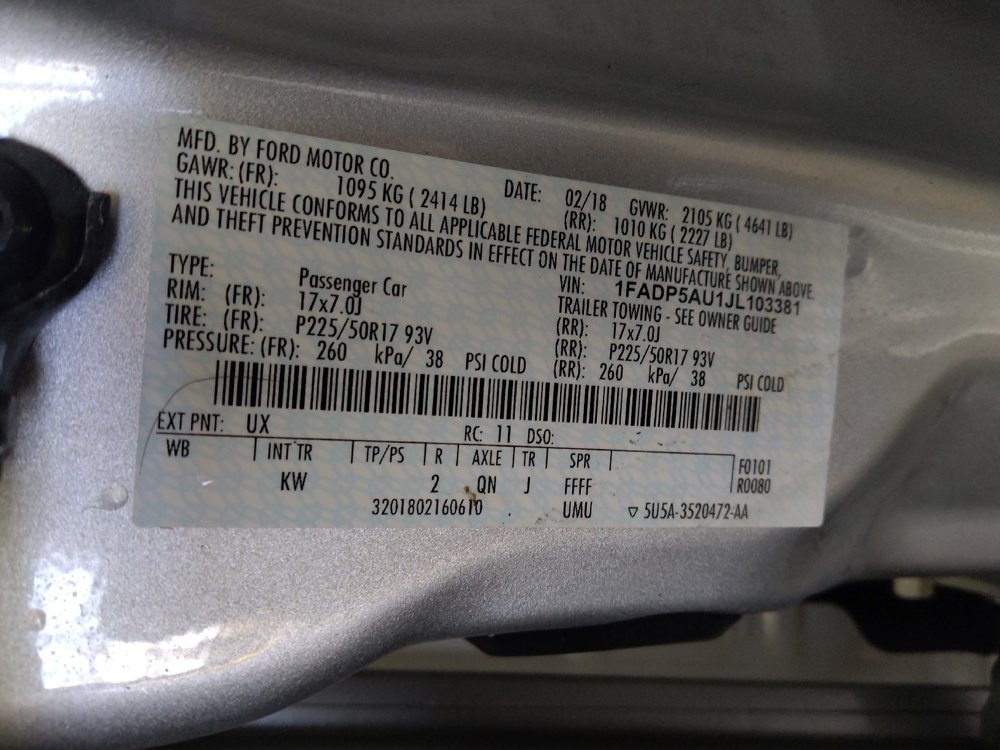 MFD. BY FORD MOTOR CO.
DATE: 02/18 GVWR: 2105 KG ( 4641 LB)
GAWR: (FR): 1095 KG ( 2414 LB) (RR): 1010 KG ( 2227 LB)
THIS VEHICLE CONFORMS TO ALL APPLICABLE FEDERAL MOTOR VEHICLE SAFETY, BUMPER,
AND THEFT PREVENTION STANDARDS IN EFFECT ON THE DATE OF MANUFACTURE SHOWN ABOVE.
VIN: 1FADP5AU1JL103381
TYPE: Passenger Car TRAILER TOWING - SEE OWNER GUIDE
RIM: (FR): 17x7.0J (RR): 17x7.0J
TIRE: (FR): P225/50R17 93V (RR): P225/50R17 93V
PRESSURE: (FR): 260 kPa/ 38 PSI COLD (RR): 260 kPa/ 38 PSI COLD
EXT PNT: UX RC: 11 DSO:
WB INT TR TP/PS R AXLE TR SPR F0101
KW 2 QN J FFFF R0080
3201802160610 UMU ▽ 5U5A-3520472-AA